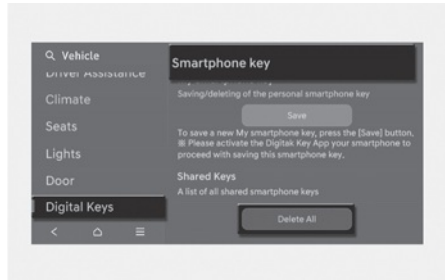 Vehicle
Driver Assistance
Climate
Seats
Lights
Door
Digital Keys
Smartphone key
Saving/deleting of the personal smartphone key
Save
To save a new My smartphone key, press the [Save] button.
※ Please activate the Digitak Key App your smartphone to
proceed with saving this smartphone key.
Shared Keys
A list of all shared smartphone keys
Delete All